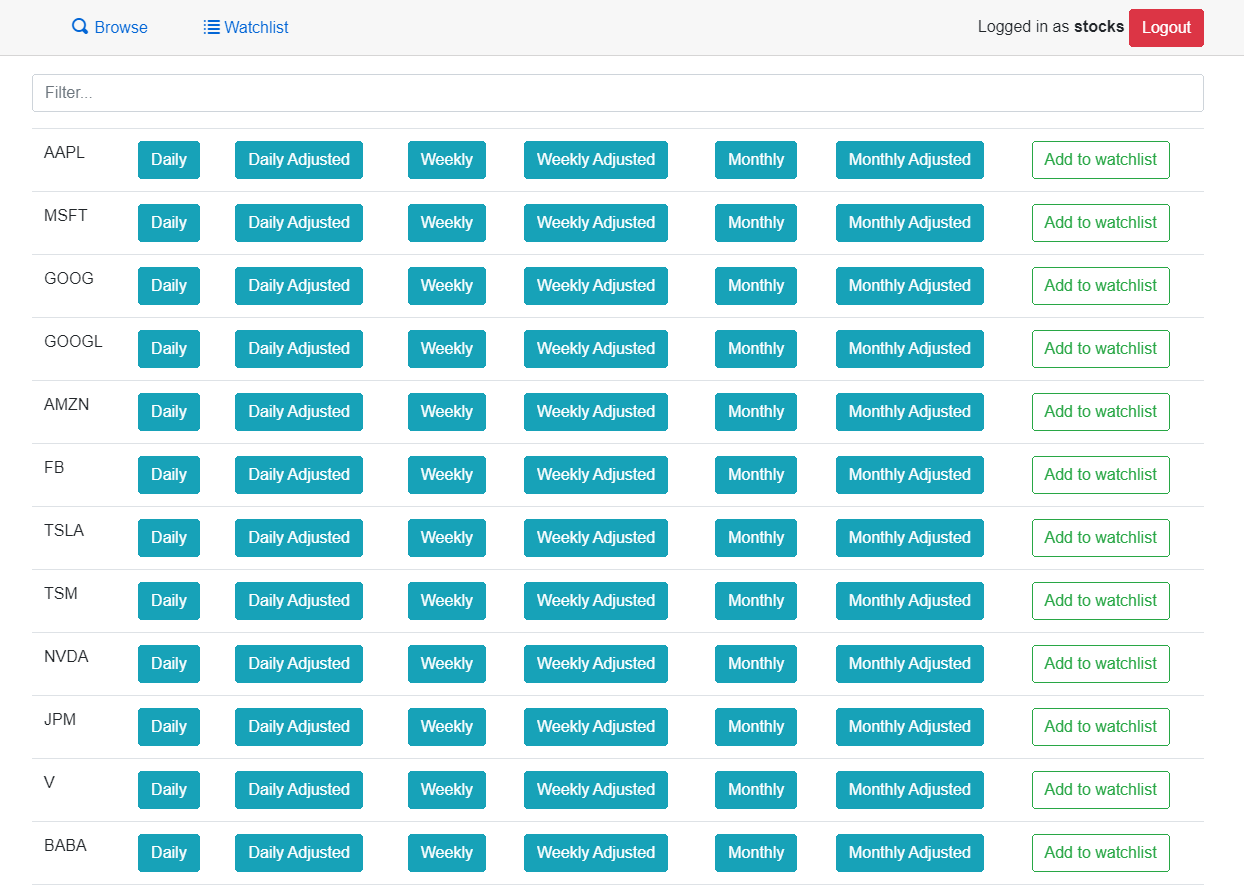 Browse Watchlist Logged in as stocks Logout
Filter...
AAPL Daily Daily Adjusted Weekly Weekly Adjusted Monthly Monthly Adjusted Add to watchlist
MSFT Daily Daily Adjusted Weekly Weekly Adjusted Monthly Monthly Adjusted Add to watchlist
GOOG Daily Daily Adjusted Weekly Weekly Adjusted Monthly Monthly Adjusted Add to watchlist
GOOGL Daily Daily Adjusted Weekly Weekly Adjusted Monthly Monthly Adjusted Add to watchlist
AMZN Daily Daily Adjusted Weekly Weekly Adjusted Monthly Monthly Adjusted Add to watchlist
FB Daily Daily Adjusted Weekly Weekly Adjusted Monthly Monthly Adjusted Add to watchlist
TSLA Daily Daily Adjusted Weekly Weekly Adjusted Monthly Monthly Adjusted Add to watchlist
TSM Daily Daily Adjusted Weekly Weekly Adjusted Monthly Monthly Adjusted Add to watchlist
NVDA Daily Daily Adjusted Weekly Weekly Adjusted Monthly Monthly Adjusted Add to watchlist
JPM Daily Daily Adjusted Weekly Weekly Adjusted Monthly Monthly Adjusted Add to watchlist
V Daily Daily Adjusted Weekly Weekly Adjusted Monthly Monthly Adjusted Add to watchlist
BABA Daily Daily Adjusted Weekly Weekly Adjusted Monthly Monthly Adjusted Add to watchlist